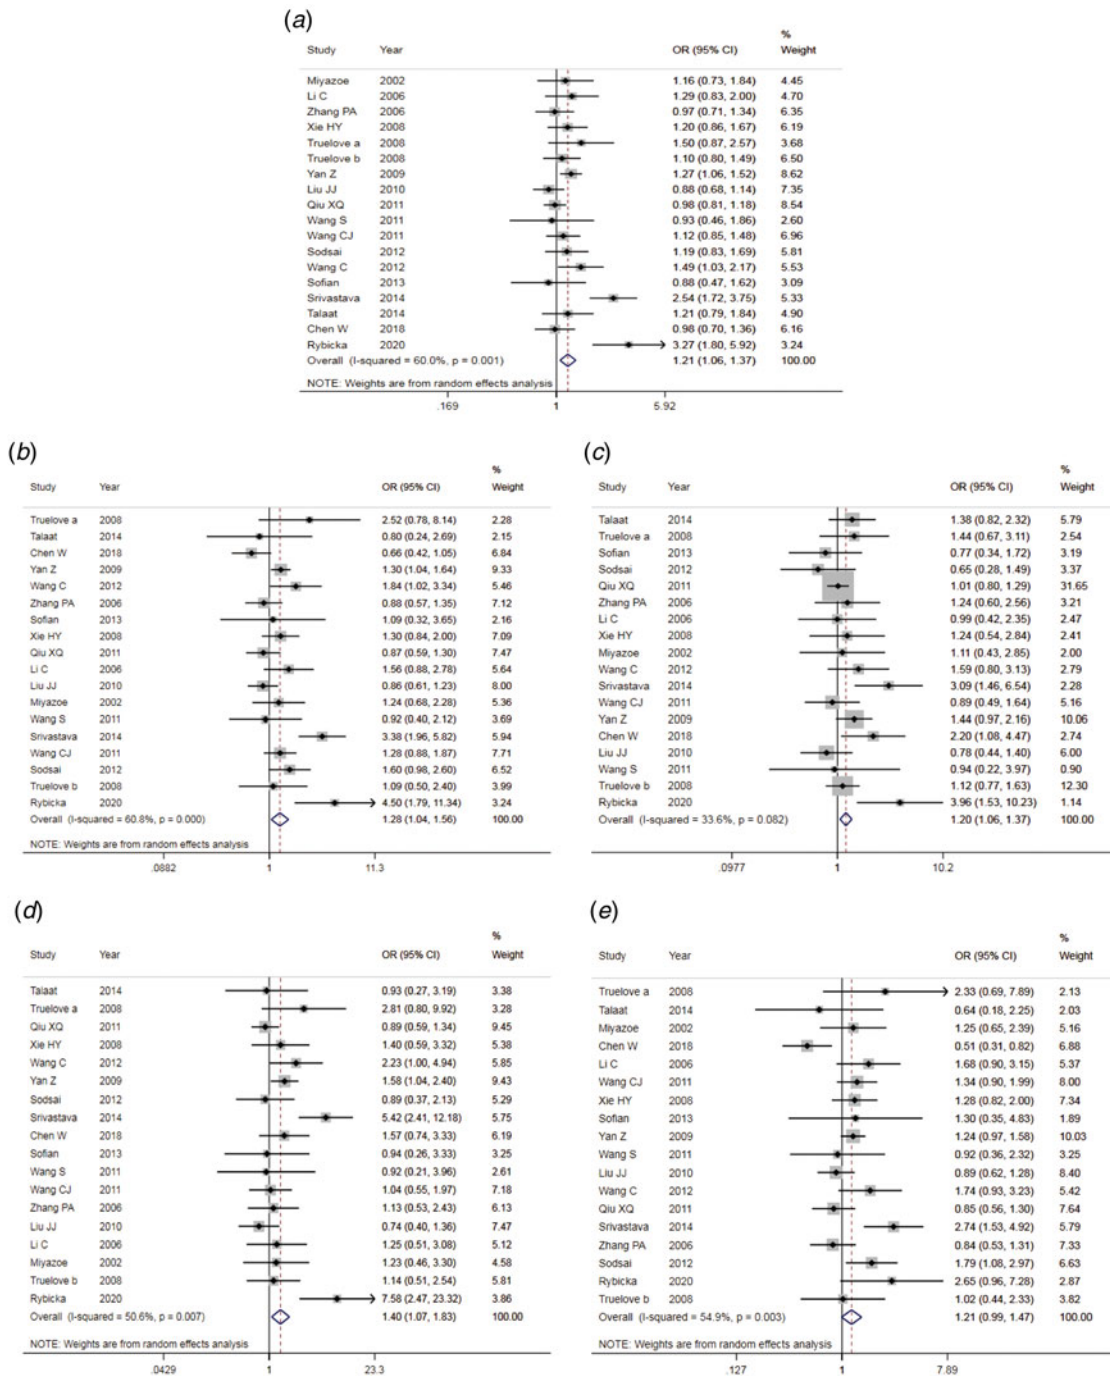 (a)
%
Study Year OR (95% CI) Weight
Miyazoe 2002 1.16 (0.73, 1.84) 4.45
Li C 2006 1.29 (0.83, 2.00) 4.70
Zhang PA 2006 0.97 (0.71, 1.34) 6.35
Xie HY 2008 1.20 (0.86, 1.67) 6.19
Truelove a 2008 1.50 (0.87, 2.57) 3.68
Truelove b 2008 1.10 (0.80, 1.49) 6.50
Yan Z 2009 1.27 (1.06, 1.52) 8.62
Liu JJ 2010 0.88 (0.68, 1.14) 7.35
Qiu XQ 2011 0.98 (0.81, 1.18) 8.54
Wang S 2011 0.93 (0.46, 1.86) 2.60
Wang CJ 2011 1.12 (0.85, 1.48) 6.96
Sodsai 2012 1.19 (0.83, 1.69) 5.81
Wang C 2012 1.49 (1.03, 2.17) 5.53
Sofian 2013 0.88 (0.47, 1.62) 3.09
Srivastava 2014 2.54 (1.72, 3.75) 5.33
Talaat 2014 1.21 (0.79, 1.84) 4.90
Chen W 2018 0.98 (0.70, 1.36) 6.16
Rybicka 2020 3.27 (1.80, 5.92) 3.24
Overall (I-squared = 60.0%, p = 0.001) 1.21 (1.06, 1.37) 100.00
NOTE: Weights are from random effects analysis
.169 1 5.92
(b)
%
Study Year OR (95% CI) Weight
Truelove a 2008 2.52 (0.78, 8.14) 2.28
Talaat 2014 0.80 (0.24, 2.69) 2.15
Chen W 2018 0.66 (0.42, 1.05) 6.84
Yan Z 2009 1.30 (1.04, 1.64) 9.33
Wang C 2012 1.84 (1.02, 3.34) 5.46
Zhang PA 2006 0.88 (0.57, 1.35) 7.12
Sofian 2013 1.09 (0.32, 3.65) 2.16
Xie HY 2008 1.30 (0.84, 2.00) 7.09
Qiu XQ 2011 0.87 (0.59, 1.30) 7.47
Li C 2006 1.56 (0.88, 2.78) 5.64
Liu JJ 2010 0.86 (0.61, 1.23) 8.00
Miyazoe 2002 1.24 (0.68, 2.28) 5.36
Wang S 2011 0.92 (0.40, 2.12) 3.69
Srivastava 2014 3.38 (1.96, 5.82) 5.94
Wang CJ 2011 1.28 (0.88, 1.87) 7.71
Sodsai 2012 1.60 (0.98, 2.60) 6.52
Truelove b 2008 1.09 (0.50, 2.40) 3.99
Rybicka 2020 4.50 (1.79, 11.34) 3.24
Overall (I-squared = 60.8%, p = 0.000) 1.28 (1.04, 1.56) 100.00
NOTE: Weights are from random effects analysis
.0882 1 11.3
(c)
%
Study Year OR (95% CI) Weight
Talaat 2014 1.38 (0.82, 2.32) 5.79
Truelove a 2008 1.44 (0.67, 3.11) 2.54
Sofian 2013 0.77 (0.34, 1.72) 3.19
Sodsai 2012 0.65 (0.28, 1.49) 3.37
Qiu XQ 2011 1.01 (0.80, 1.29) 31.65
Zhang PA 2006 1.24 (0.60, 2.56) 3.21
Li C 2006 0.99 (0.42, 2.35) 2.47
Xie HY 2008 1.24 (0.54, 2.84) 2.41
Miyazoe 2002 1.11 (0.43, 2.85) 2.00
Wang C 2012 1.59 (0.80, 3.13) 2.79
Srivastava 2014 3.09 (1.46, 6.54) 2.28
Wang CJ 2011 0.89 (0.49, 1.64) 5.16
Yan Z 2009 1.44 (0.97, 2.16) 10.06
Chen W 2018 2.20 (1.08, 4.47) 2.74
Liu JJ 2010 0.78 (0.44, 1.40) 6.00
Wang S 2011 0.94 (0.22, 3.97) 0.90
Truelove b 2008 1.12 (0.77, 1.63) 12.30
Rybicka 2020 3.96 (1.53, 10.23) 1.14
Overall (I-squared = 33.6%, p = 0.082) 1.20 (1.06, 1.37) 100.00
.0977 1 10.2
(d)
%
Study Year OR (95% CI) Weight
Talaat 2014 0.93 (0.27, 3.19) 3.38
Truelove a 2008 2.81 (0.80, 9.92) 3.28
Qiu XQ 2011 0.89 (0.59, 1.34) 9.45
Xie HY 2008 1.40 (0.59, 3.32) 5.38
Wang C 2012 2.23 (1.00, 4.94) 5.85
Yan Z 2009 1.58 (1.04, 2.40) 9.43
Sodsai 2012 0.89 (0.37, 2.13) 5.29
Srivastava 2014 5.42 (2.41, 12.18) 5.75
Chen W 2018 1.57 (0.74, 3.33) 6.19
Sofian 2013 0.94 (0.26, 3.33) 3.25
Wang S 2011 0.92 (0.21, 3.96) 2.61
Wang CJ 2011 1.04 (0.55, 1.97) 7.18
Zhang PA 2006 1.13 (0.53, 2.43) 6.13
Liu JJ 2010 0.74 (0.40, 1.36) 7.47
Li C 2006 1.25 (0.51, 3.08) 5.12
Miyazoe 2002 1.23 (0.46, 3.30) 4.58
Truelove b 2008 1.14 (0.51, 2.54) 5.81
Rybicka 2020 7.58 (2.47, 23.32) 3.86
Overall (I-squared = 50.6%, p = 0.007) 1.40 (1.07, 1.83) 100.00
NOTE: Weights are from random effects analysis
.0429 1 23.3
(e)
%
Study Year OR (95% CI) Weight
Truelove a 2008 2.33 (0.69, 7.89) 2.13
Talaat 2014 0.64 (0.18, 2.25) 2.03
Miyazoe 2002 1.25 (0.65, 2.39) 5.16
Chen W 2018 0.51 (0.31, 0.82) 6.88
Li C 2006 1.68 (0.90, 3.15) 5.37
Wang CJ 2011 1.34 (0.90, 1.99) 8.00
Xie HY 2008 1.28 (0.82, 2.00) 7.34
Sofian 2013 1.30 (0.35, 4.83) 1.89
Yan Z 2009 1.24 (0.97, 1.58) 10.03
Wang S 2011 0.92 (0.36, 2.32) 3.25
Liu JJ 2010 0.89 (0.62, 1.28) 8.40
Wang C 2012 1.74 (0.93, 3.23) 5.42
Qiu XQ 2011 0.85 (0.56, 1.30) 7.64
Srivastava 2014 2.74 (1.53, 4.92) 5.79
Zhang PA 2006 0.84 (0.53, 1.31) 7.33
Sodsai 2012 1.79 (1.08, 2.97) 6.63
Rybicka 2020 2.65 (0.96, 7.28) 2.87
Truelove b 2008 1.02 (0.44, 2.33) 3.82
Overall (I-squared = 54.9%, p = 0.003) 1.21 (0.99, 1.47) 100.00
NOTE: Weights are from random effects analysis
.127 1 7.89